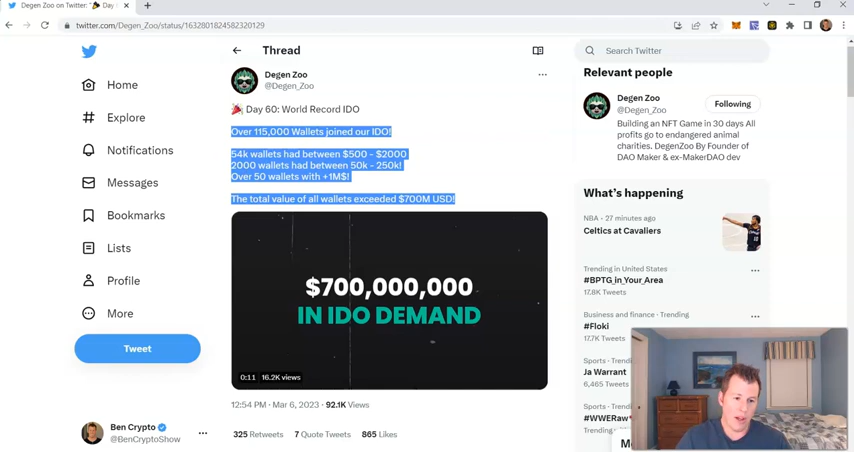 Degen Zoo on Twitter: "🎉 Day
twitter.com/Degen_Zoo/status/1632801824582320129
Home
Explore
Notifications
Messages
Bookmarks
Lists
Profile
More
Tweet
Ben Crypto
@BenCryptoShow
Thread
Degen Zoo
@Degen_Zoo
🎉 Day 60: World Record IDO
Over 115,000 Wallets joined our IDO!
54k wallets had between $500 - $2000
2000 wallets had between 50k - 250k!
Over 50 wallets with +1M$!
The total value of all wallets exceeded $700M USD!
$700,000,000
IN IDO DEMAND
0:11 16.2K views
12:54 PM · Mar 6, 2023 · 92.1K Views
325 Retweets 7 Quote Tweets 865 Likes
Search Twitter
Relevant people
Degen Zoo
@Degen_Zoo
Following
Building an NFT Game in 30 days All
profits go to endangered animal
charities. DegenZoo By Founder of
DAO Maker & ex-MakerDAO dev
What's happening
NBA · 27 minutes ago
Celtics at Cavaliers
Trending in United States
#BPTG_in_Your_Area
17.8K Tweets
Business and finance · Trending
#Floki
17.7K Tweets
Sports · Trendi
Ja Warrant
6,465 Tweets
Sports · Trendi
#WWERaw